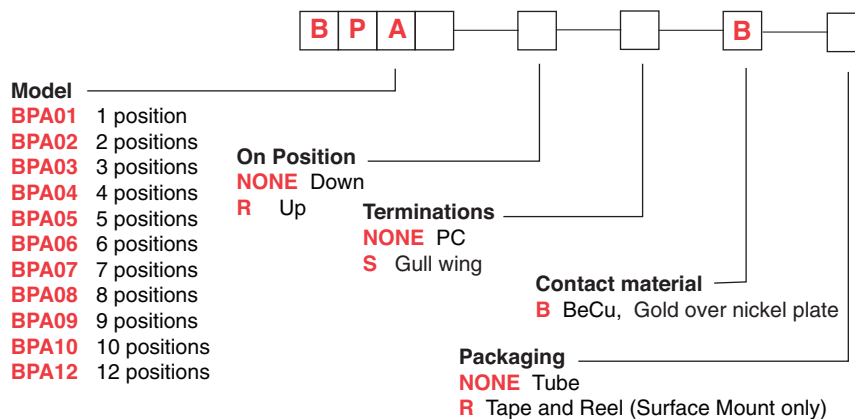 B P A B
Model
BPA01 1 position
BPA02 2 positions
BPA03 3 positions
BPA04 4 positions
BPA05 5 positions
BPA06 6 positions
BPA07 7 positions
BPA08 8 positions
BPA09 9 positions
BPA10 10 positions
BPA12 12 positions
On Position
NONE Down
R Up
Terminations
NONE PC
S Gull wing
Contact material
B BeCu, Gold over nickel plate
Packaging
NONE Tube
R Tape and Reel (Surface Mount only)